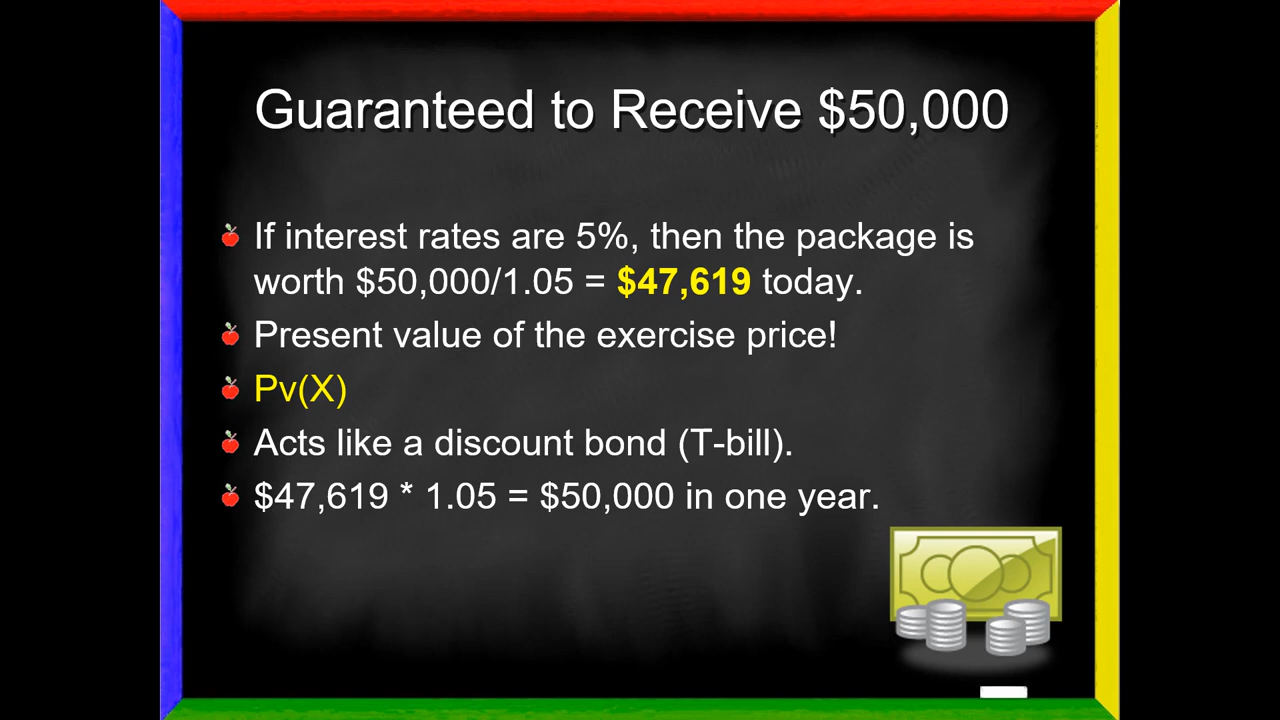 Guaranteed to Receive $50,000
If interest rates are 5%, then the package is
worth $50,000/1.05 = $47,619 today.
Present value of the exercise price!
Pv(X)
Acts like a discount bond (T-bill).
$47,619 * 1.05 = $50,000 in one year.